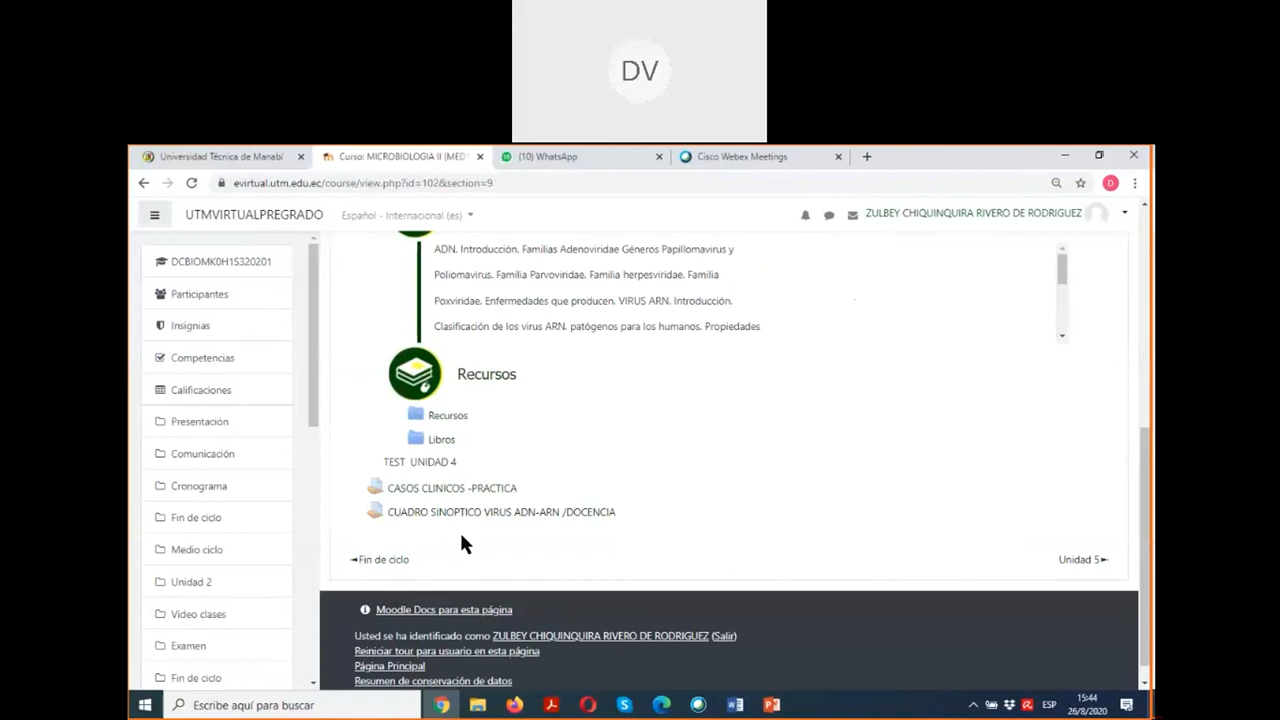 DV
Universidad Técnica de Manabí
Curso: MICROBIOLOGIA II (MED
(10) WhatsApp
Cisco Webex Meetings
evirtual.utm.edu.ec/course/view.php?id=102&section=9
D
UTMVIRTUALPREGRADO
Español - Internacional (es)
ZULBEY CHIQUINQUIRA RIVERO DE RODRIGUEZ
DCBIOMK0H1S320201
Participantes
Insignias
Competencias
Calificaciones
Presentación
Comunicación
Cronograma
Fin de ciclo
Medio ciclo
Unidad 2
Video clases
Examen
Fin de ciclo
ADN. Introducción. Familias Adenoviridae Géneros Papillomavirus y
Poliomavirus. Familia Parvoviridae. Familia herpesviridae. Familia
Poxviridae. Enfermedades que producen. VIRUS ARN. Introducción.
Clasificación de los virus ARN. patógenos para los humanos. Propiedades
Recursos
Recursos
Libros
TEST UNIDAD 4
CASOS CLINICOS -PRACTICA
CUADRO SINOPTICO VIRUS ADN-ARN /DOCENCIA
◄Fin de ciclo
Unidad 5►
Moodle Docs para esta página
Usted se ha identificado como ZULBEY CHIQUINQUIRA RIVERO DE RODRIGUEZ (Salir)
Reiniciar tour para usuario en esta página
Página Principal
Resumen de conservación de datos
Escribe aquí para buscar
ESP
15:44
26/8/2020